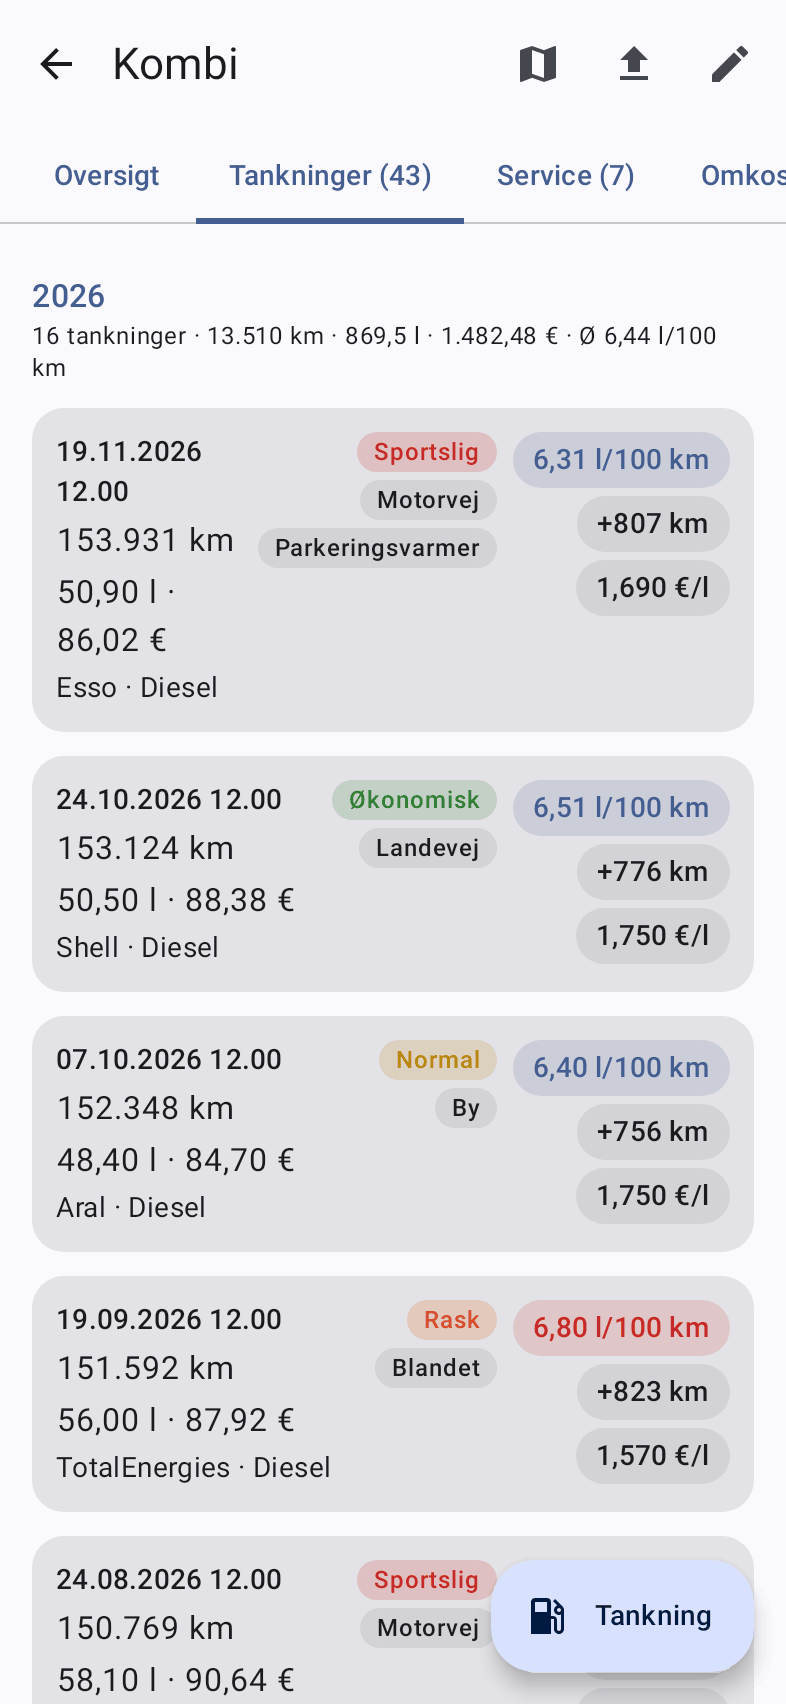 Kombi
Oversigt
Tankninger (43)
Service (7)
Omkos
2026
16 tankninger · 13.510 km · 869,5 l · 1.482,48 € · Ø 6,44 l/100
km
19.11.2026
12.00
153.931 km
50,90 l ·
86,02 €
Esso · Diesel
Sportslig
Motorvej
Parkeringsvarmer
6,31 l/100 km
+807 km
1,690 €/l
24.10.2026 12.00
153.124 km
50,50 l · 88,38 €
Shell · Diesel
Økonomisk
Landevej
6,51 l/100 km
+776 km
1,750 €/l
07.10.2026 12.00
152.348 km
48,40 l · 84,70 €
Aral · Diesel
Normal
By
6,40 l/100 km
+756 km
1,750 €/l
19.09.2026 12.00
151.592 km
56,00 l · 87,92 €
TotalEnergies · Diesel
Rask
Blandet
6,80 l/100 km
+823 km
1,570 €/l
24.08.2026 12.00
150.769 km
58,10 l · 90,64 €
Sportslig
Motorvej
Tankning